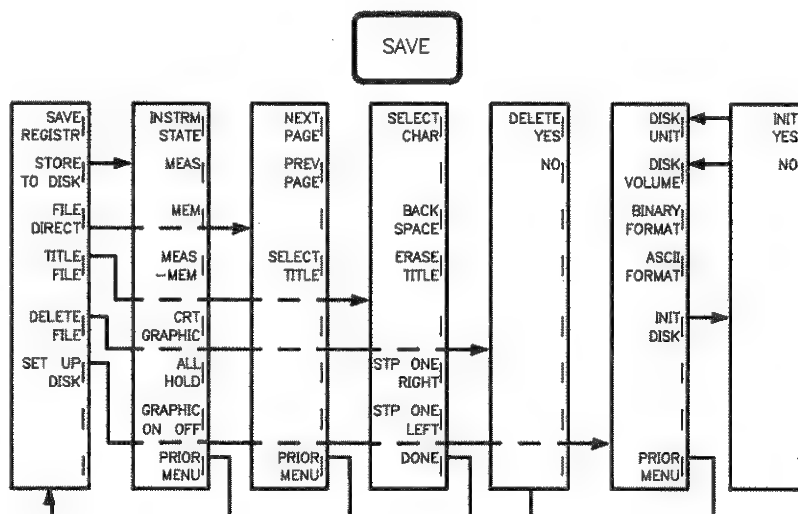 SAVE
SAVE
REGISTR
STORE
TO DISK
FILE
DIRECT
TITLE
FILE
DELETE
FILE
SET UP
DISK
INSTRM
STATE
MEAS
MEM
MEAS
-MEM
CRT
GRAPHIC
ALL
HOLD
GRAPHIC
ON OFF
PRIOR
MENU
NEXT
PAGE
PREV
PAGE
SELECT
TITLE
PRIOR
MENU
SELECT
CHAR
BACK
SPACE
ERASE
TITLE
STP ONE
RIGHT
STP ONE
LEFT
DONE
DELETE
YES
NO
DISK
UNIT
DISK
VOLUME
BINARY
FORMAT
ASCII
FORMAT
INIT
DISK
PRIOR
MENU
INIT
YES
NO